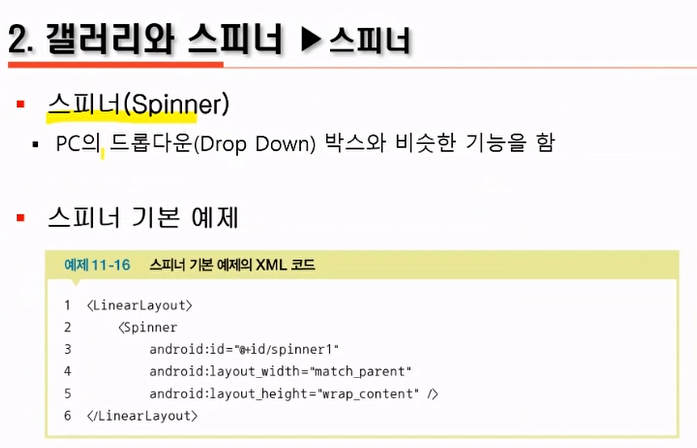 2. 갤러리와 스피너 ▶스피너
스피너(Spinner)
PC의 드롭다운(Drop Down) 박스와 비슷한 기능을 함
스피너 기본 예제
예제 11-16 스피너 기본 예제의 XML 코드
1 <LinearLayout>
2 <Spinner
3 android:id="@+id/spinner1"
4 android:layout_width="match_parent"
5 android:layout_height="wrap_content" />
6 </LinearLayout>